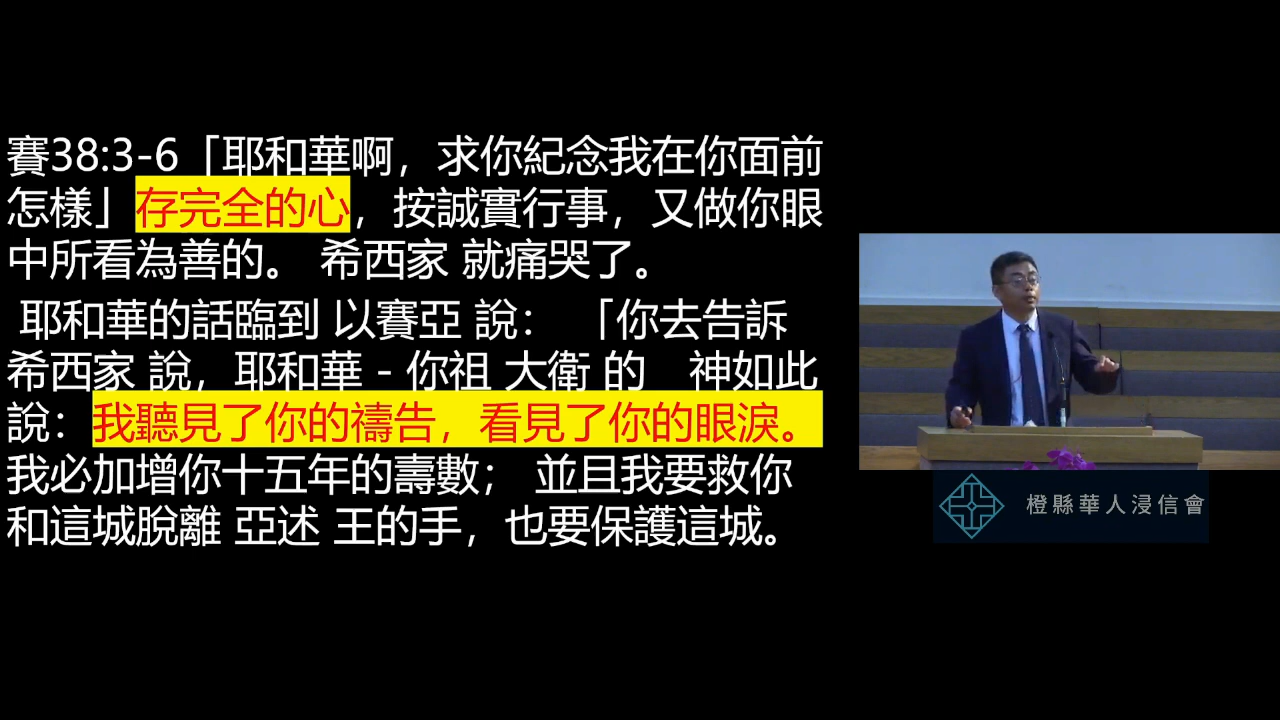 賽38:3-6「耶和華啊，求你紀念我在你面前
怎樣」存完全的心，按誠實行事，又做你眼
中所看為善的。 希西家 就痛哭了。
耶和華的話臨到 以賽亞 說： 「你去告訴
希西家 說，耶和華 - 你祖 大衛 的　神如此
說：我聽見了你的禱告，看見了你的眼淚。
我必加增你十五年的壽數； 並且我要救你
和這城脫離 亞述 王的手，也要保護這城。
橙縣華人浸信會